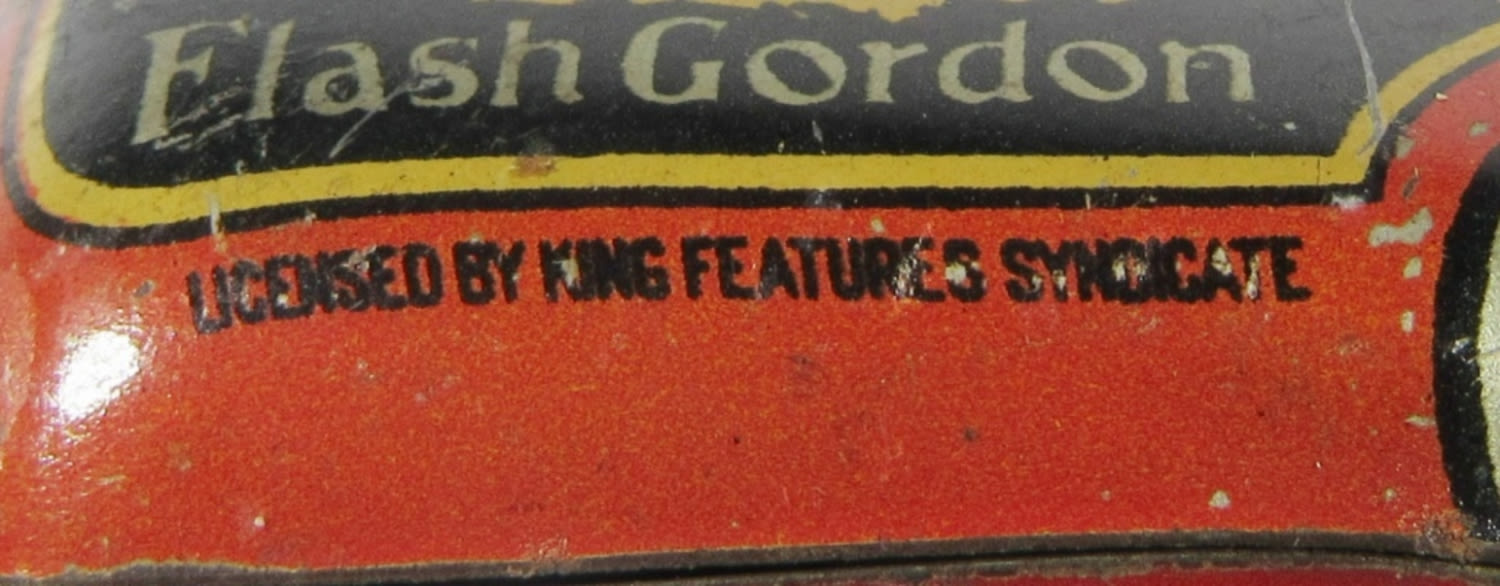 Flash Gordon
LICENSED BY KING FEATURES SYNDICATE